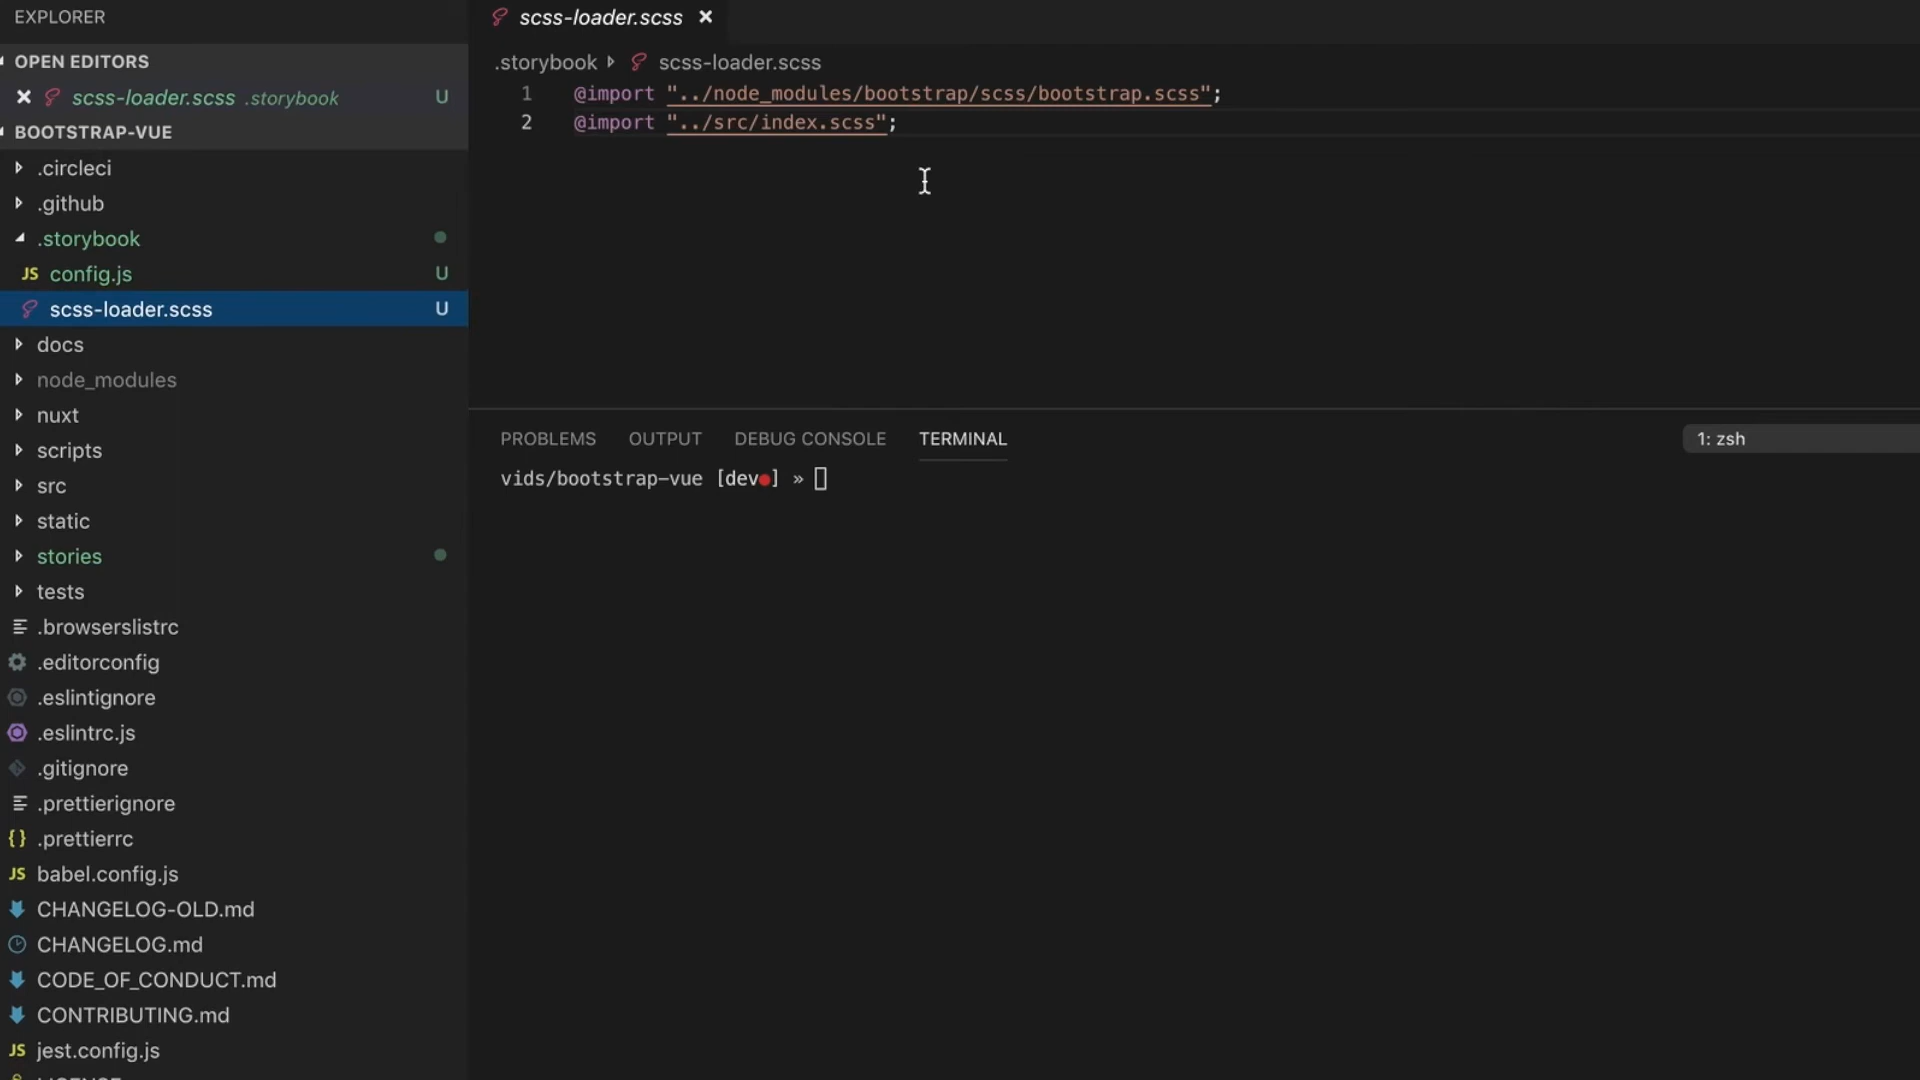 EXPLORER
OPEN EDITORS
scss-loader.scss .storybook U
BOOTSTRAP-VUE
.circleci
.github
.storybook
JS config.js U
scss-loader.scss U
docs
node_modules
nuxt
scripts
src
static
stories
tests
.browserslistrc
.editorconfig
.eslintignore
.eslintrc.js
.gitignore
.prettierignore
{} .prettierrc
JS babel.config.js
CHANGELOG-OLD.md
CHANGELOG.md
CODE_OF_CONDUCT.md
CONTRIBUTING.md
JS jest.config.js
scss-loader.scss
.storybook scss-loader.scss
1 @import "../node_modules/bootstrap/scss/bootstrap.scss";
2 @import "../src/index.scss";
PROBLEMS OUTPUT DEBUG CONSOLE TERMINAL 1: zsh
vids/bootstrap-vue [dev●] »